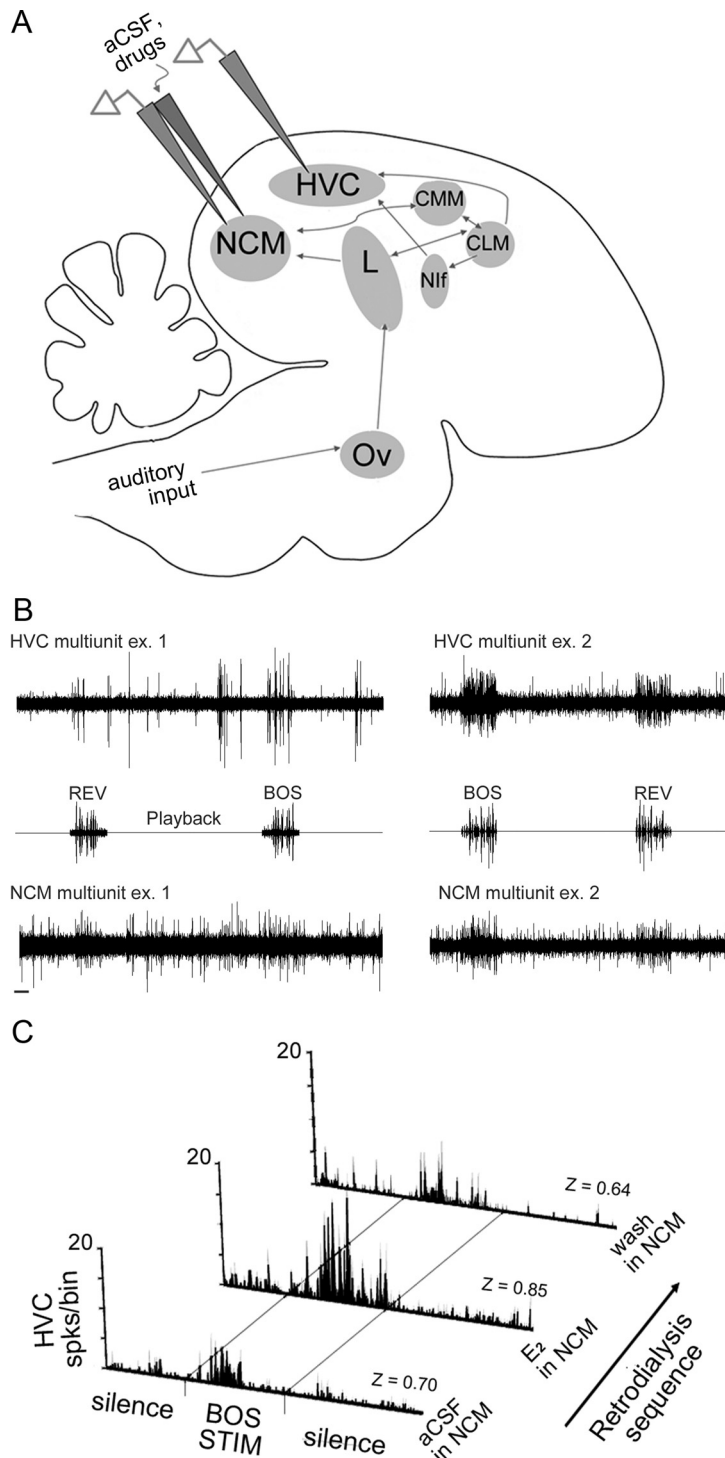 A
aCSF,
drugs
HVC
CMM
NCM
CLM
L
NIf
Ov
auditory
input
B
HVC multiunit ex. 1
HVC multiunit ex. 2
REV
Playback
BOS
BOS
REV
NCM multiunit ex. 1
NCM multiunit ex. 2
C
20
Z = 0.64
wash
in NCM
20
Z = 0.85
E₂
in NCM
20
HVC
spks/bin
Z = 0.70
aCSF
in NCM
silence
BOS
STIM
silence
Retrodialysis
sequence